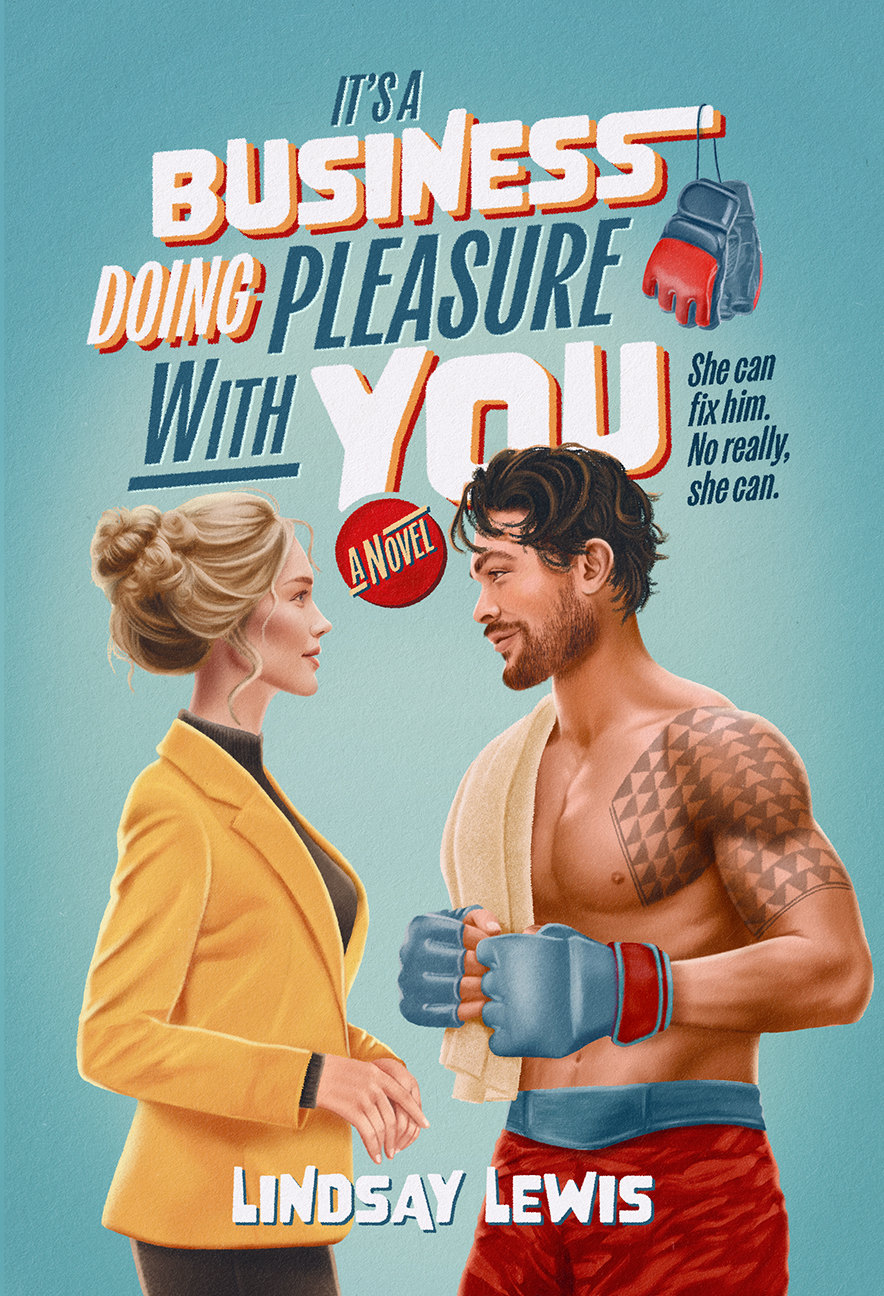 IT'S A
BUSINESS
DOING PLEASURE
WITH YOU
She can
fix him.
No really,
she can.
A NOVEL
LINDSAY LEWIS